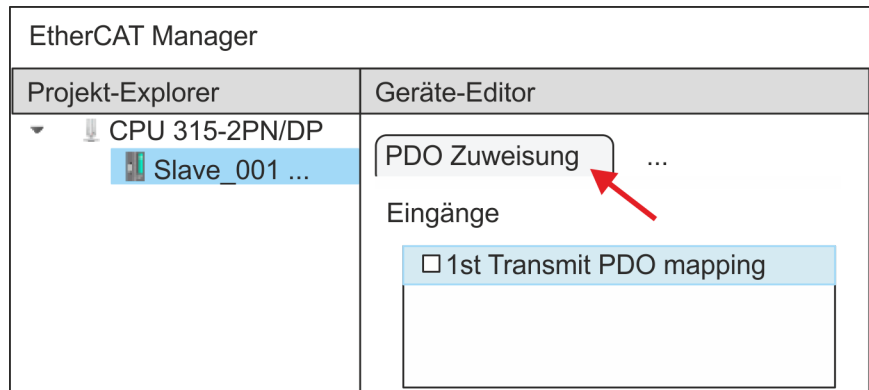 EtherCAT Manager
Projekt-Explorer
Geräte-Editor
CPU 315-2PN/DP
Slave_001 ...
PDO Zuweisung
...
Eingänge
1st Transmit PDO mapping